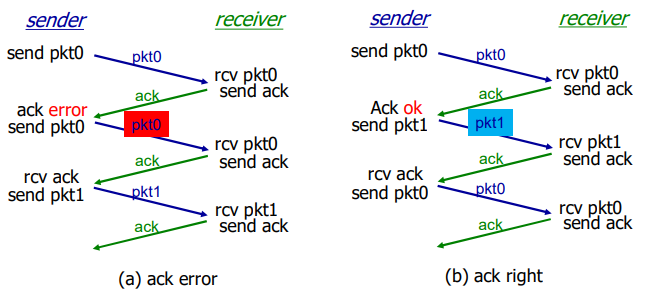 sender
receiver
send pkt0
pkt0
rcv pkt0
send ack
ack
ack error
send pkt0
pkt0
rcv pkt0
send ack
ack
rcv ack
send pkt1
pkt1
rcv pkt1
send ack
ack
(a) ack error
sender
receiver
send pkt0
pkt0
rcv pkt0
send ack
ack
Ack ok
send pkt1
pkt1
rcv pkt1
send ack
ack
rcv ack
send pkt0
pkt0
rcv pkt0
send ack
ack
(b) ack right